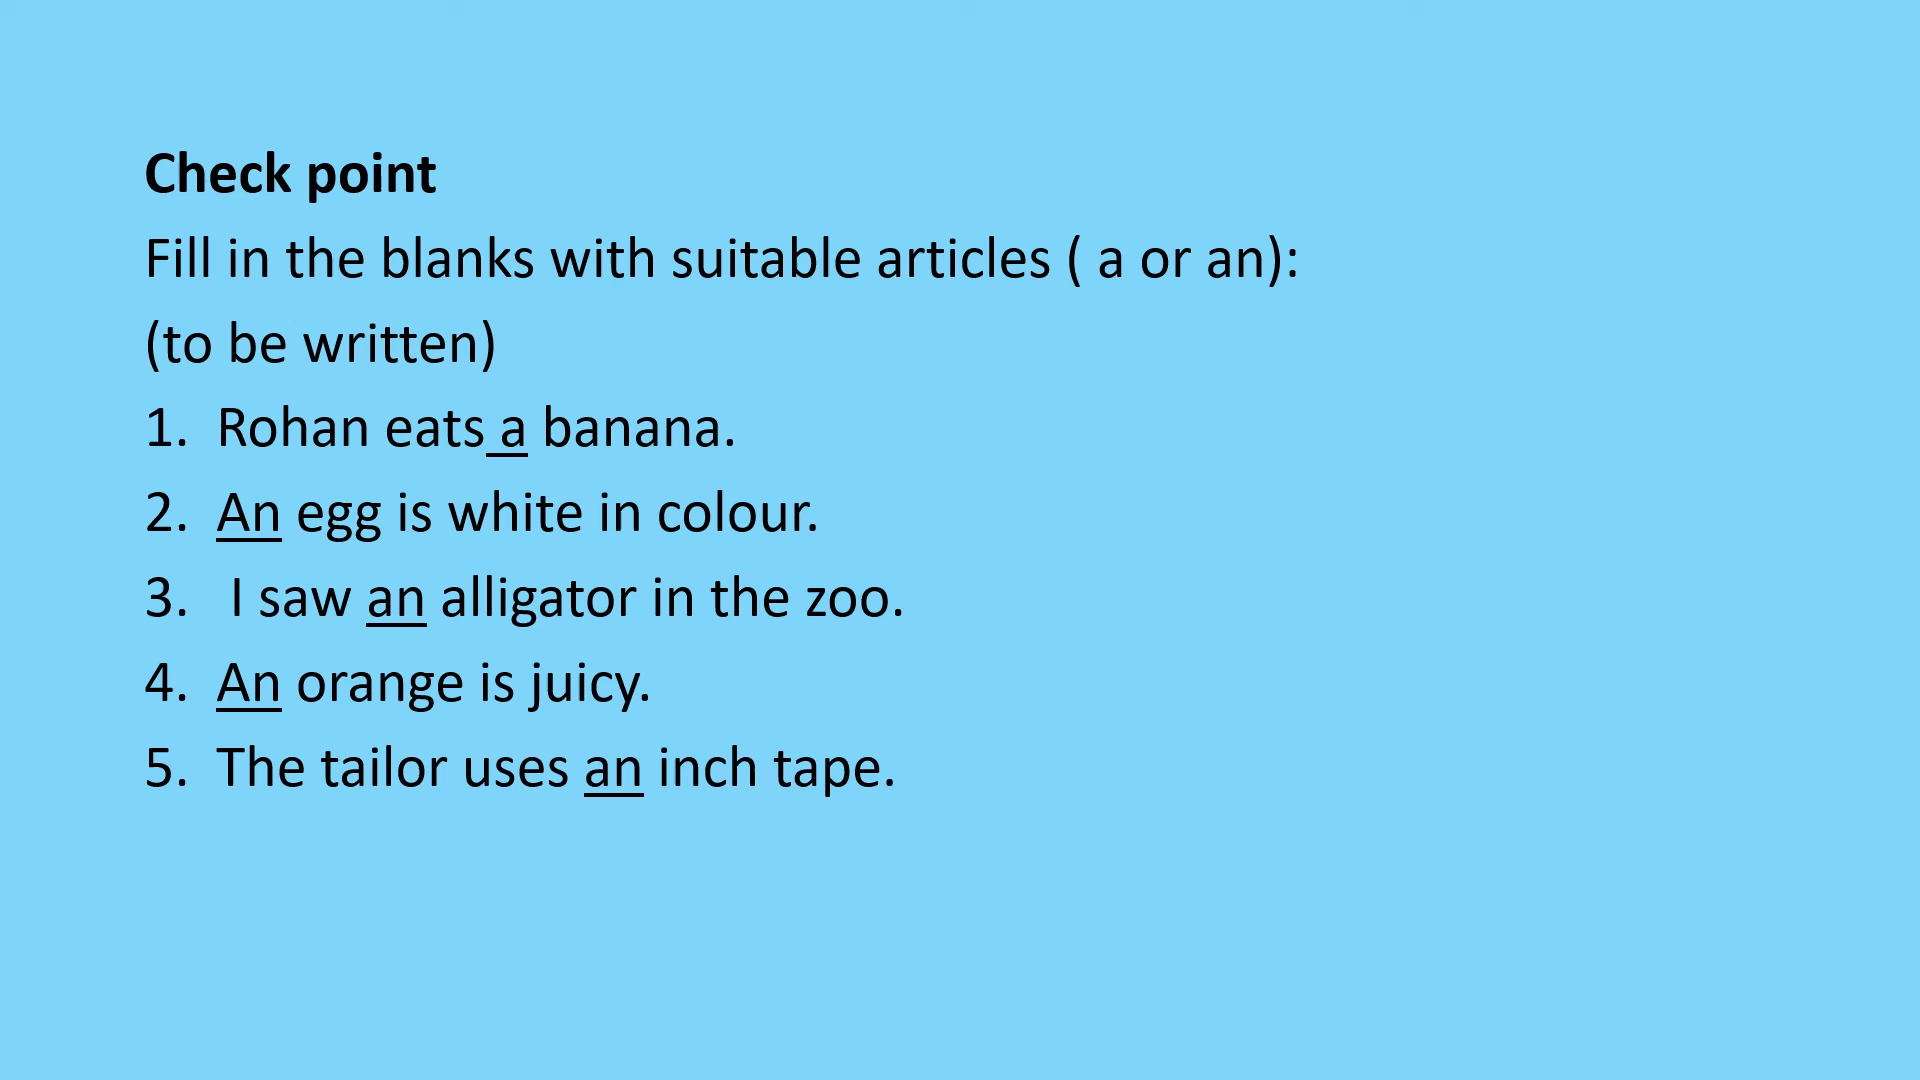 Check point
Fill in the blanks with suitable articles ( a or an):
(to be written)
1. Rohan eats a banana.
2. An egg is white in colour.
3. I saw an alligator in the zoo.
4. An orange is juicy.
5. The tailor uses an inch tape.